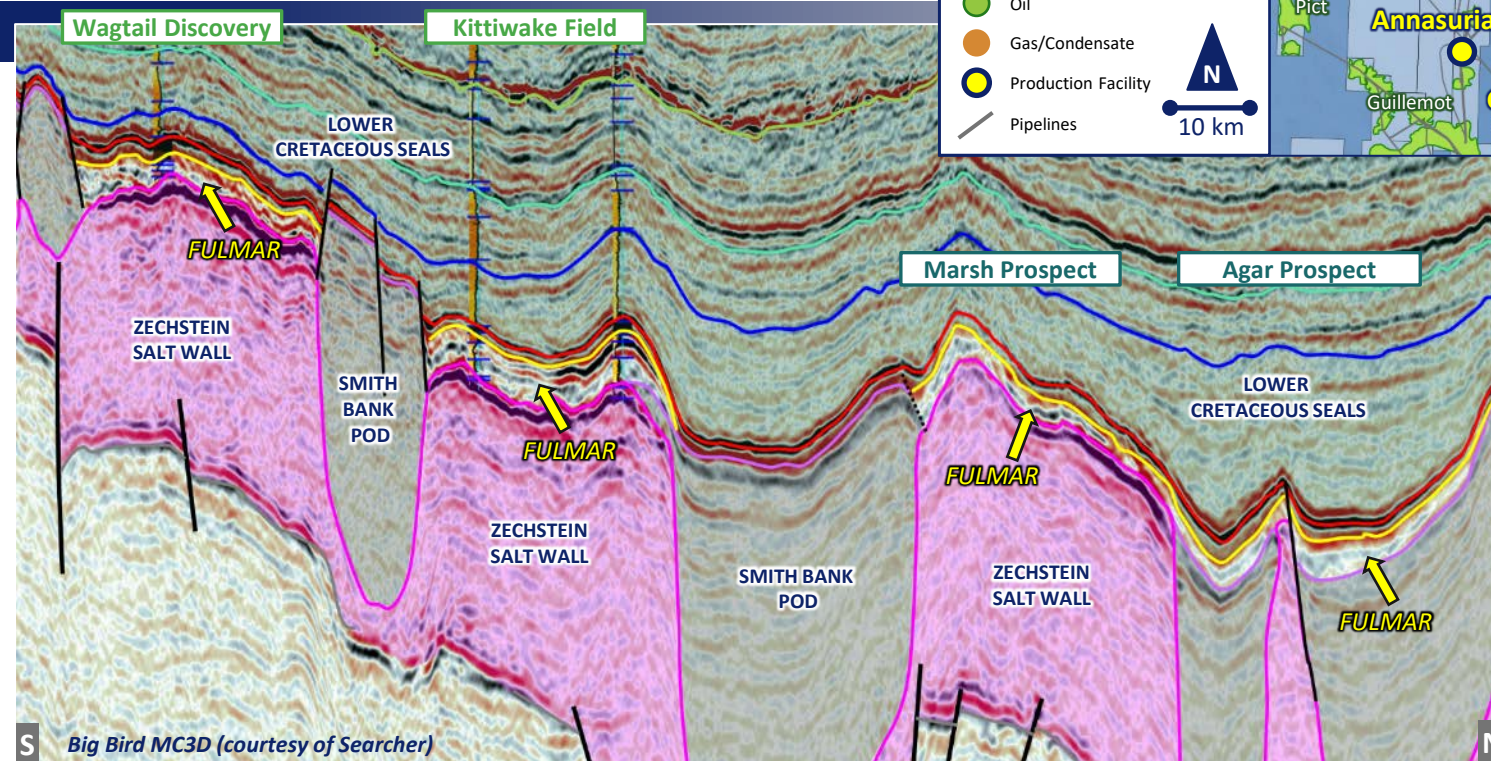 Oil
Gas/Condensate
Production Facility
Pipelines
N
10 km
Pict
Annasuria
Guillemot
Wagtail Discovery
Kittiwake Field
LOWER
CRETACEOUS SEALS
FULMAR
Marsh Prospect
Agar Prospect
ZECHSTEIN
SALT WALL
SMITH
BANK
POD
LOWER
CRETACEOUS SEALS
FULMAR
FULMAR
ZECHSTEIN
SALT WALL
SMITH BANK
POD
ZECHSTEIN
SALT WALL
FULMAR
S
Big Bird MC3D (courtesy of Searcher)
N